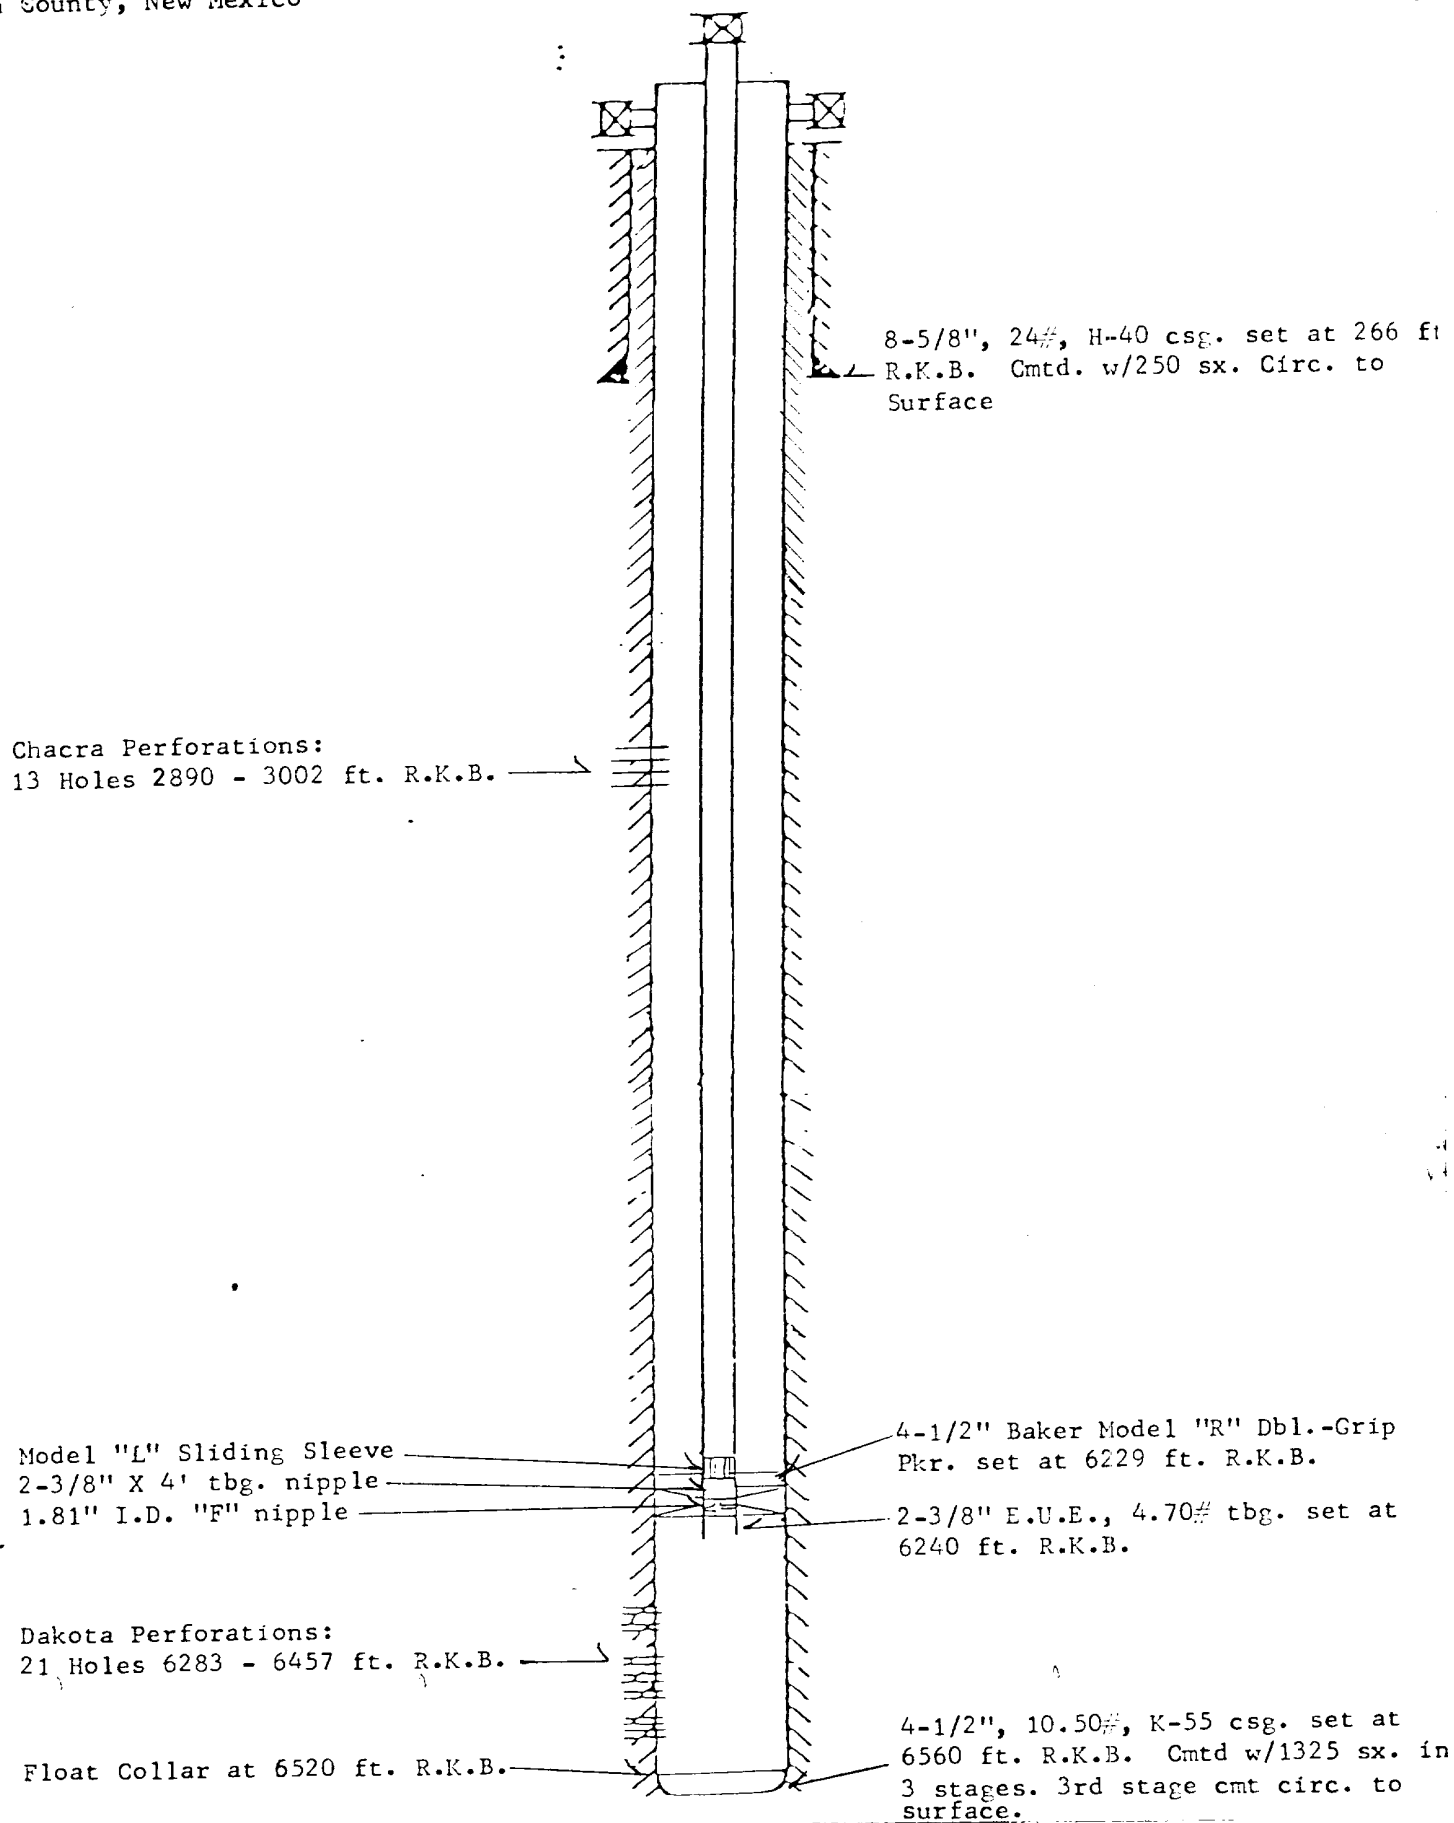 County, New Mexico
8-5/8", 24#, H-40 csg. set at 266 ft
R.K.B. Cmtd. w/250 sx. Circ. to
Surface
Chacra Perforations:
13 Holes 2890 - 3002 ft. R.K.B.
4-1/2" Baker Model "R" Dbl.-Grip
Pkr. set at 6229 ft. R.K.B.
Model "L" Sliding Sleeve
2-3/8" X 4' tbg. nipple
1.81" I.D. "F" nipple
2-3/8" E.U.E., 4.70# tbg. set at
6240 ft. R.K.B.
Dakota Perforations:
21 Holes 6283 - 6457 ft. R.K.B.
Float Collar at 6520 ft. R.K.B.
4-1/2", 10.50#, K-55 csg. set at
6560 ft. R.K.B. Cmtd w/1325 sx. in
3 stages. 3rd stage cmt circ. to
surface.